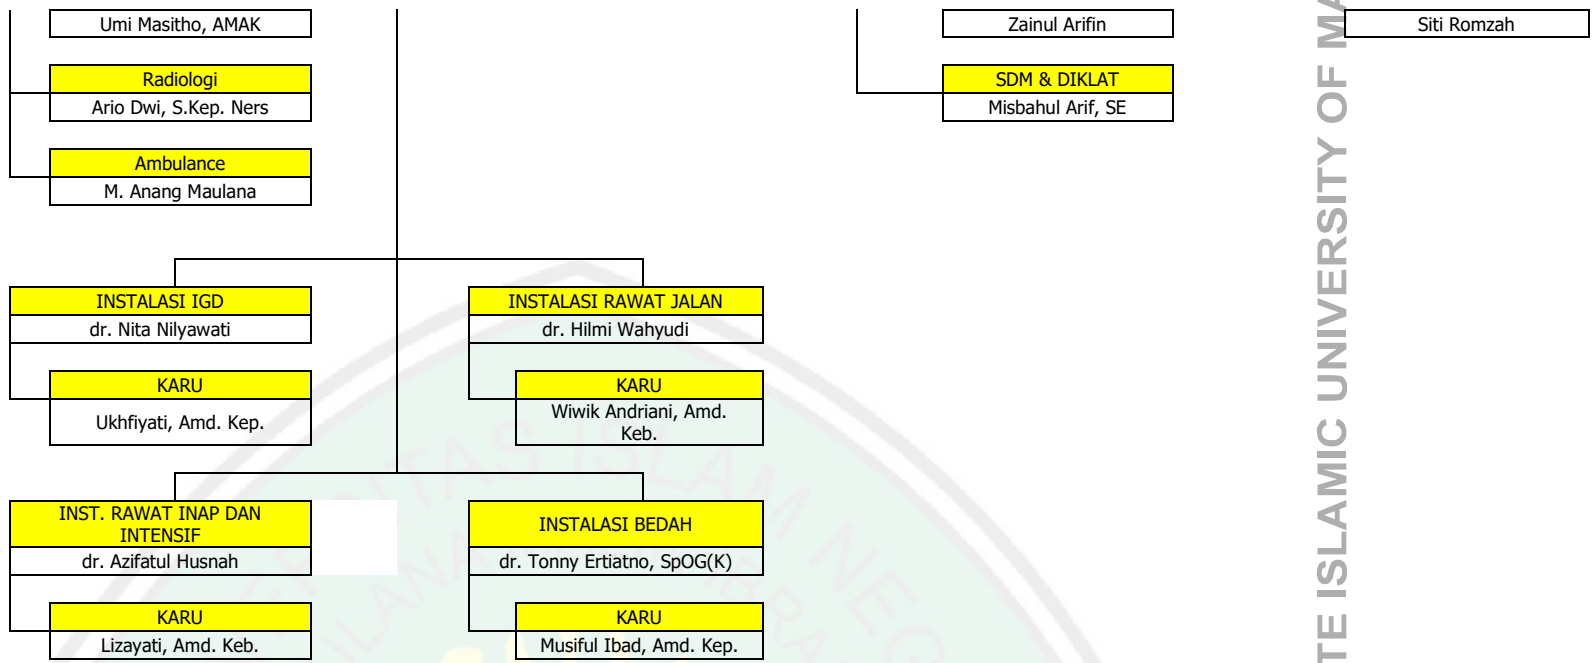 Umi Masitho, AMAK
Zainul Arifin
Siti Romzah
Radiologi
Ario Dwi, S.Kep. Ners
SDM & DIKLAT
Misbahul Arif, SE
Ambulance
M. Anang Maulana
INSTALASI IGD
dr. Nita Nilyawati
KARU
Ukhfiyati, Amd. Kep.
INSTALASI RAWAT JALAN
dr. Hilmi Wahyudi
KARU
Wiwik Andriani, Amd.
Keb.
INST. RAWAT INAP DAN
INTENSIF
dr. Azifatul Husnah
KARU
Lizayati, Amd. Keb.
INSTALASI BEDAH
dr. Tonny Ertiatno, SpOG(K)
KARU
Musiful Ibad, Amd. Kep.
ISLAMIC UNIVERSITY OF